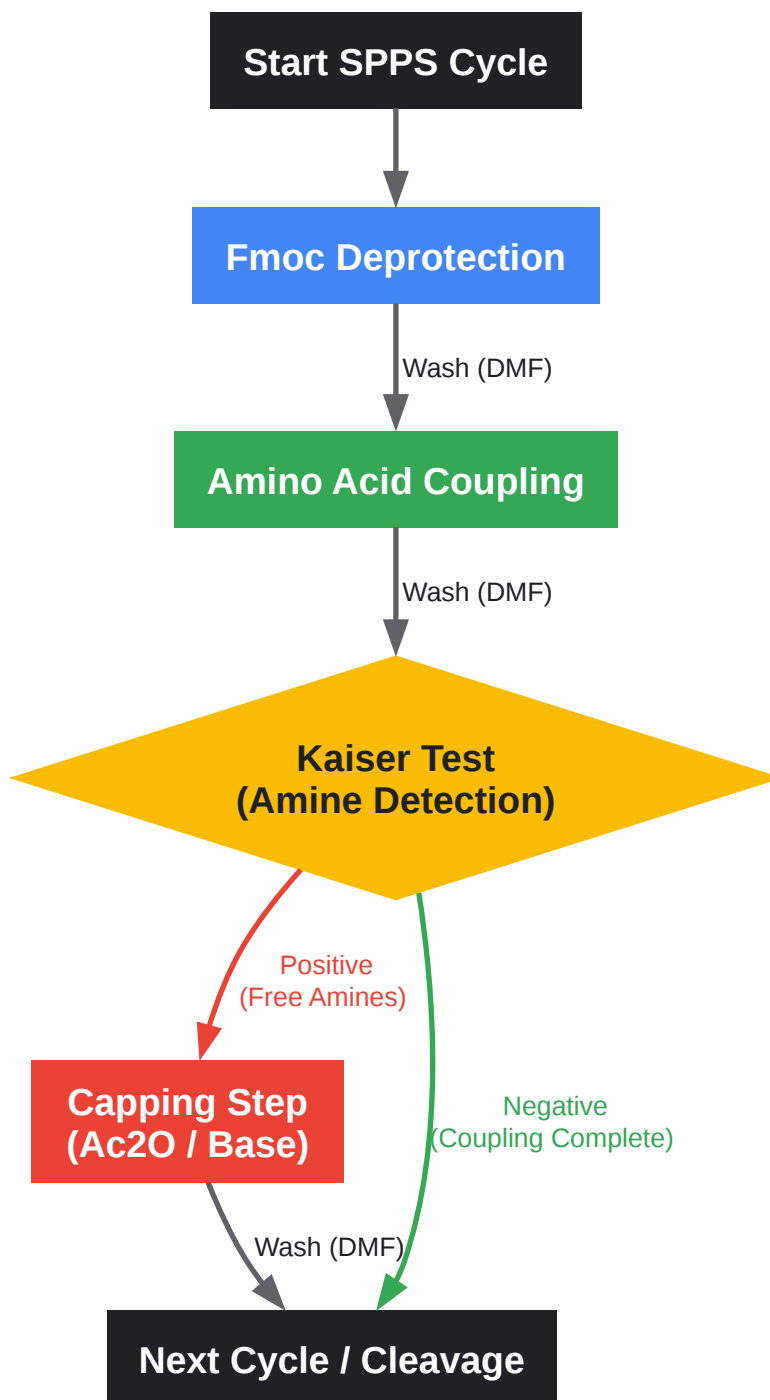 Start SPPS Cycle
Fmoc Deprotection
Wash (DMF)
Amino Acid Coupling
Wash (DMF)
Kaiser Test
(Amine Detection)
Positive
(Free Amines)
Capping Step
(Ac2O / Base)
Negative
(Coupling Complete)
Wash (DMF)
Next Cycle / Cleavage